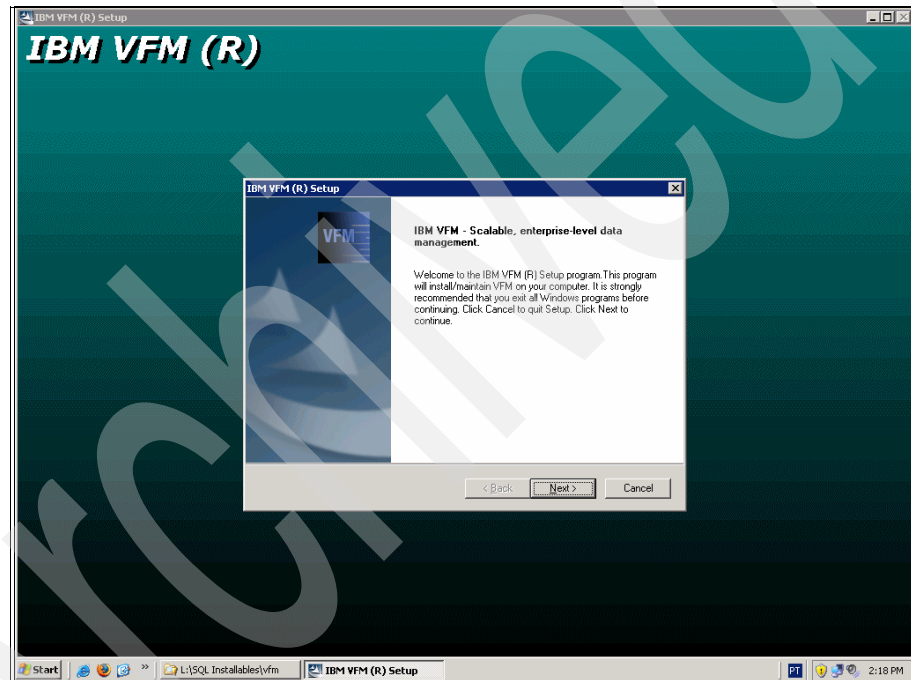 IBM VFM (R) Setup
IBM VFM (R)
IBM VFM (R) Setup
VFM
IBM VFM - Scalable, enterprise-level data
management.
Welcome to the IBM VFM (R) Setup program.This program
will install/maintain VFM on your computer. It is strongly
recommended that you exit all Windows programs before
continuing. Click Cancel to quit Setup. Click Next to
continue.
< Back Next > Cancel
Start » L:\SQL Installables\vfm IBM VFM (R) Setup PT 2:18 PM
rchived